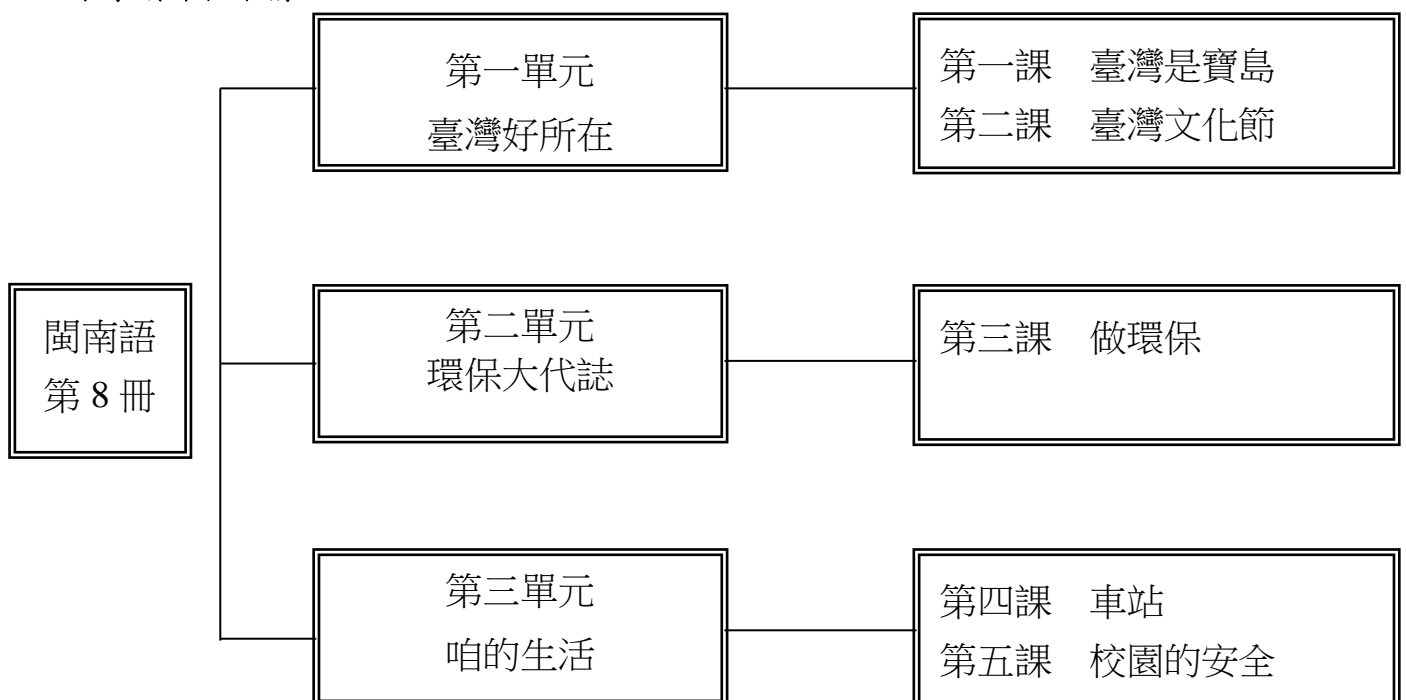 閩南語
第 8 冊
第一單元
臺灣好所在
第一課 臺灣是寶島
第二課 臺灣文化節
第二單元
環保大代誌
第三課 做環保
第三單元
咱的生活
第四課 車站
第五課 校園的安全